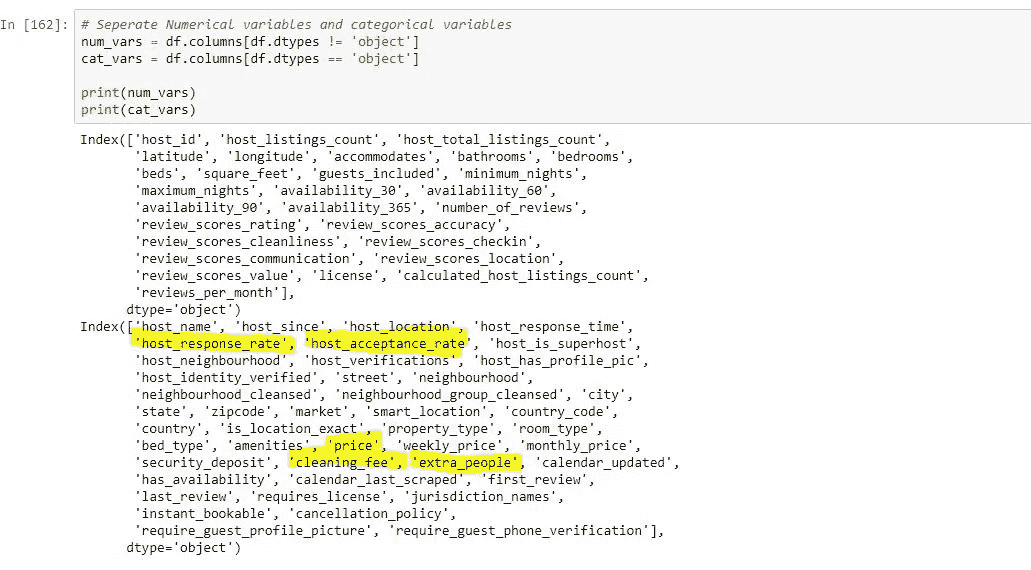 In [162]: # Seperate Numerical variables and categorical variables
num_vars = df.columns[df.dtypes != 'object']
cat_vars = df.columns[df.dtypes == 'object']
print(num_vars)
print(cat_vars)
Index(['host_id', 'host_listings_count', 'host_total_listings_count',
'latitude', 'longitude', 'accommodates', 'bathrooms', 'bedrooms',
'beds', 'square_feet', 'guests_included', 'minimum_nights',
'maximum_nights', 'availability_30', 'availability_60',
'availability_90', 'availability_365', 'number_of_reviews',
'review_scores_rating', 'review_scores_accuracy',
'review_scores_cleanliness', 'review_scores_checkin',
'review_scores_communication', 'review_scores_location',
'review_scores_value', 'license', 'calculated_host_listings_count',
'reviews_per_month'],
dtype='object')
Index(['host_name', 'host_since', 'host_location', 'host_response_time',
'host_response_rate', 'host_acceptance_rate', 'host_is_superhost',
'host_neighbourhood', 'host_verifications', 'host_has_profile_pic',
'host_identity_verified', 'street', 'neighbourhood',
'neighbourhood_cleansed', 'neighbourhood_group_cleansed', 'city',
'state', 'zipcode', 'market', 'smart_location', 'country_code',
'country', 'is_location_exact', 'property_type', 'room_type',
'bed_type', 'amenities', 'price', 'weekly_price', 'monthly_price',
'security_deposit', 'cleaning_fee', 'extra_people', 'calendar_updated',
'has_availability', 'calendar_last_scraped', 'first_review',
'last_review', 'requires_license', 'jurisdiction_names',
'instant_bookable', 'cancellation_policy',
'require_guest_profile_picture', 'require_guest_phone_verification'],
dtype='object')